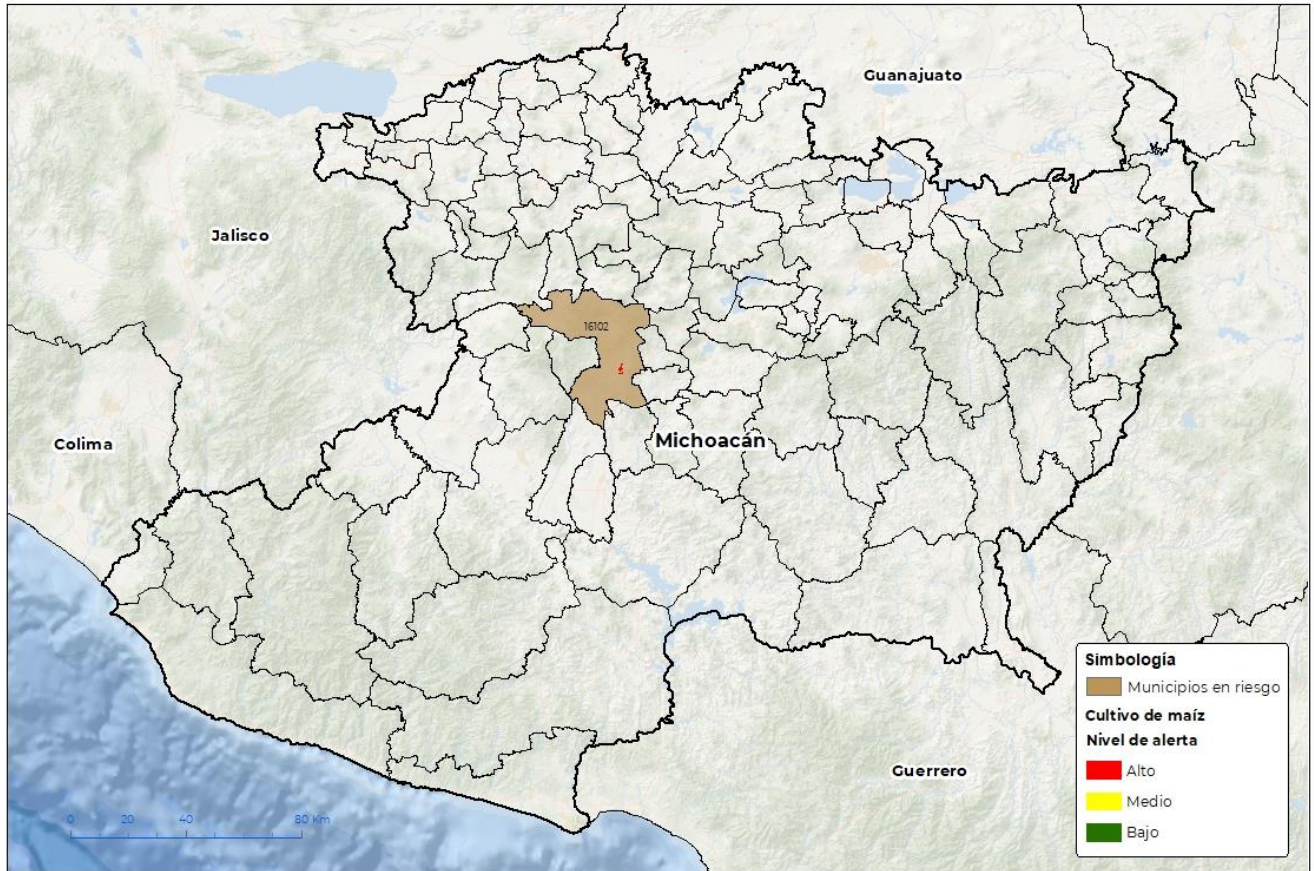 Guanajuato
Jalisco
16102
Colima
Michoacán
Guerrero
0 20 40 80 Km
Simbología
Municipios en riesgo
Cultivo de maíz
Nivel de alerta
Alto
Medio
Bajo